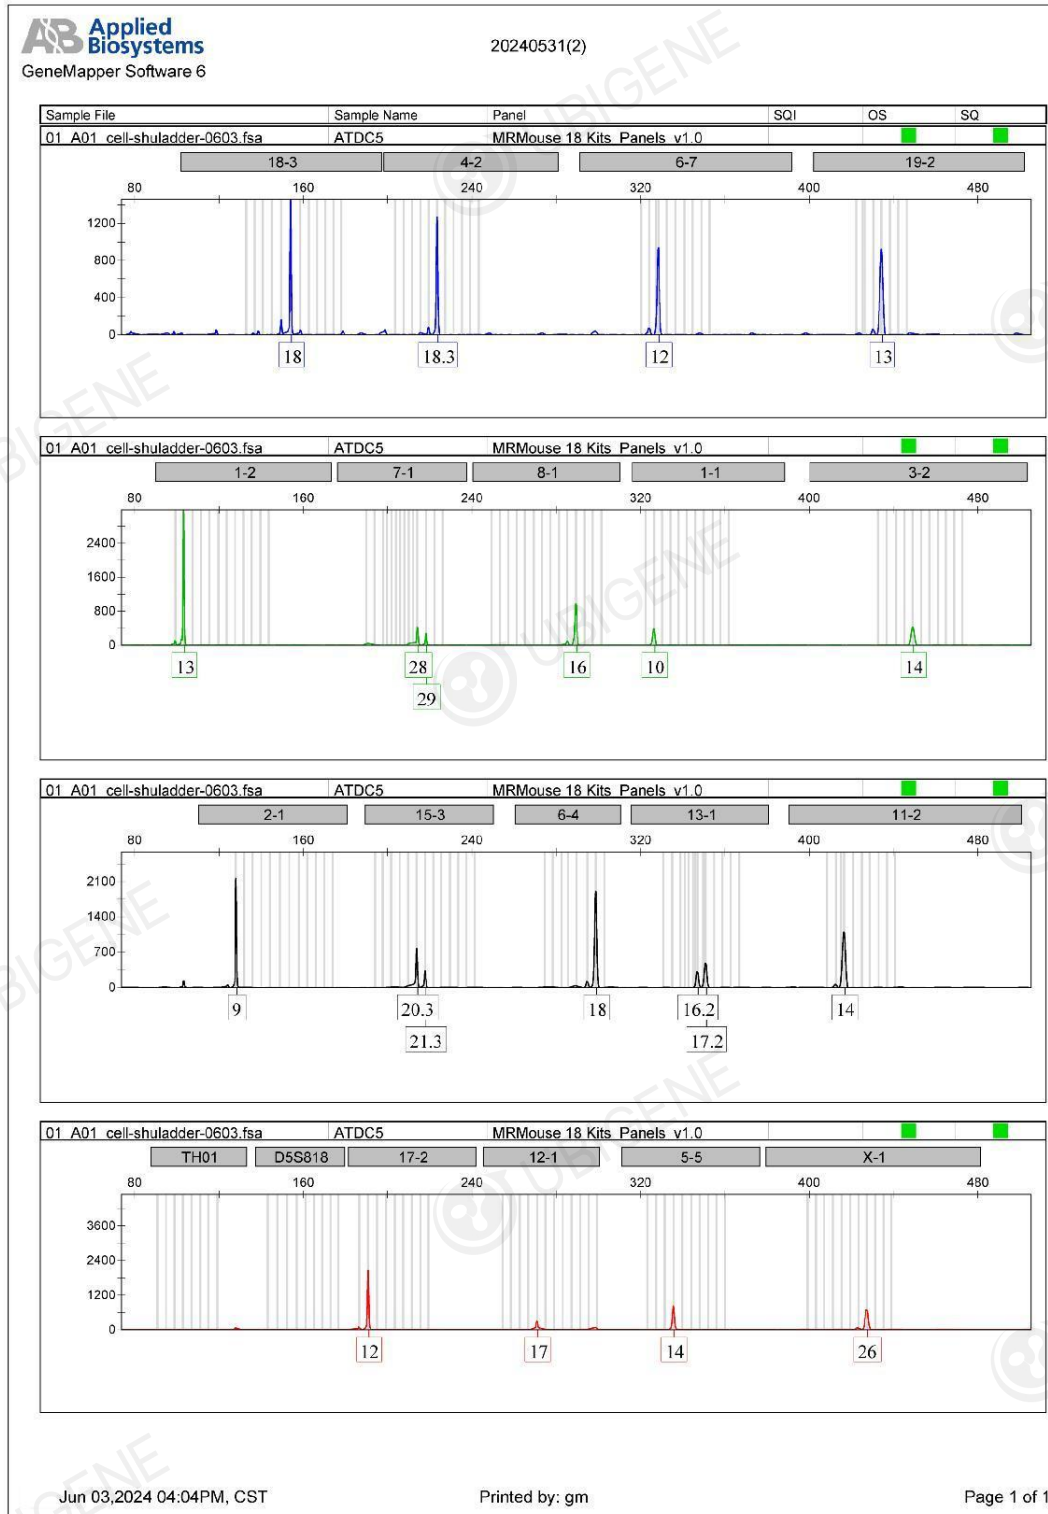 AB Applied Biosystems
GeneMapper Software 6
20240531(2)
Sample File Sample Name Panel SQI OS SQ
01_A01_cell-shuladder-0603.fsa ATDC5 MRMouse 18 Kits_Panels_v1.0
18-3 4-2 6-7 19-2
80 160 240 320 400 480
1200
800
400
0
18 18.3 12 13
01_A01_cell-shuladder-0603.fsa ATDC5 MRMouse 18 Kits_Panels_v1.0
1-2 7-1 8-1 1-1 3-2
80 160 240 320 400 480
2400
1600
800
0
13 28 16 10 14
29
01_A01_cell-shuladder-0603.fsa ATDC5 MRMouse 18 Kits_Panels_v1.0
2-1 15-3 6-4 13-1 11-2
80 160 240 320 400 480
2100
1400
700
0
9 20.3 18 16.2 14
21.3 17.2
01_A01_cell-shuladder-0603.fsa ATDC5 MRMouse 18 Kits_Panels_v1.0
TH01 D5S818 17-2 12-1 5-5 X-1
80 160 240 320 400 480
3600
2400
1200
0
12 17 14 26
Jun 03,2024 04:04PM, CST Printed by: gm Page 1 of 1
UBIGENE
UBIGENE
UBIGENE
UBIGENE
UBIGENE
UBIGENE